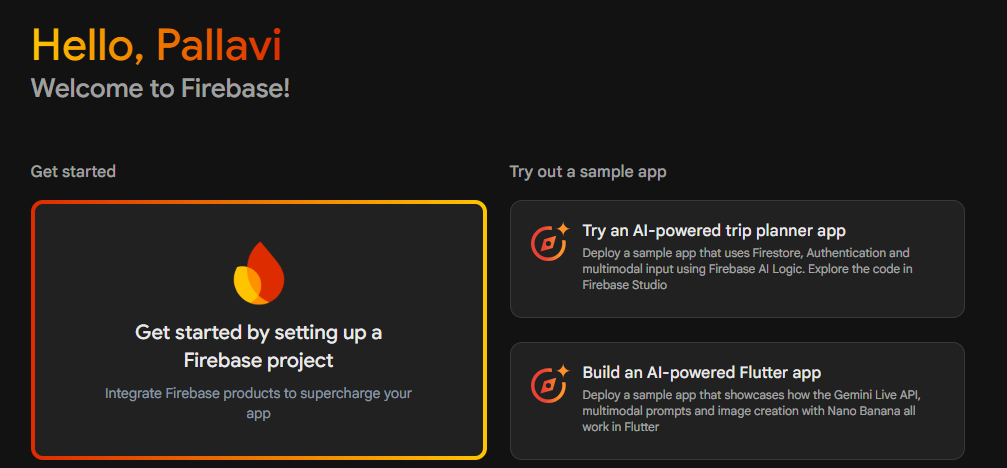 Hello, Pallavi
Welcome to Firebase!
Get started
Get started by setting up a
Firebase project
Integrate Firebase products to supercharge your
app
Try out a sample app
Try an AI-powered trip planner app
Deploy a sample app that uses Firestore, Authentication and
multimodal input using Firebase AI Logic. Explore the code in
Firebase Studio
Build an AI-powered Flutter app
Deploy a sample app that showcases how the Gemini Live API,
multimodal prompts and image creation with Nano Banana all
work in Flutter